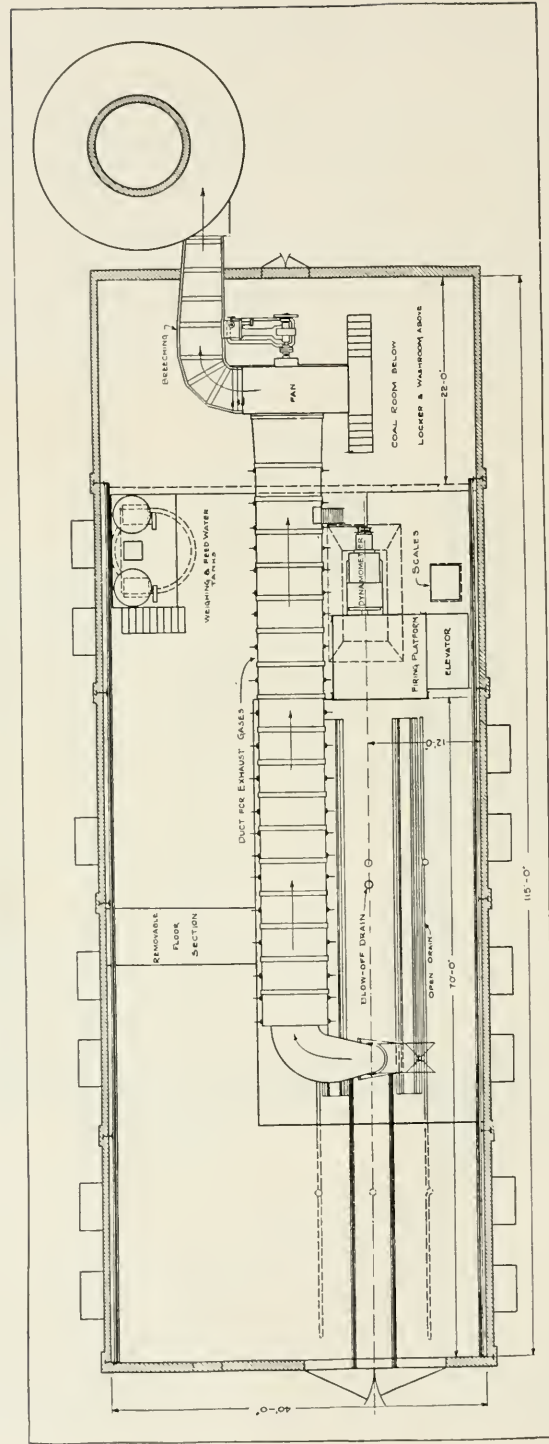 BREECHING
FAN
COAL ROOM BELOW
LOCKER & WASHROOM ABOVE
22'-0"
WEIGHING & FEED WATER
TANKS
DYNAMOMETER
SCALES
FIRING PLATFORM
ELEVATOR
DUCT FOR EXHAUST GASES
12'-0"
REMOVABLE
FLOOR
SECTION
BLOW-OFF DRAIN
OPEN DRAIN
70'-0"
115'-0"
40'-0"